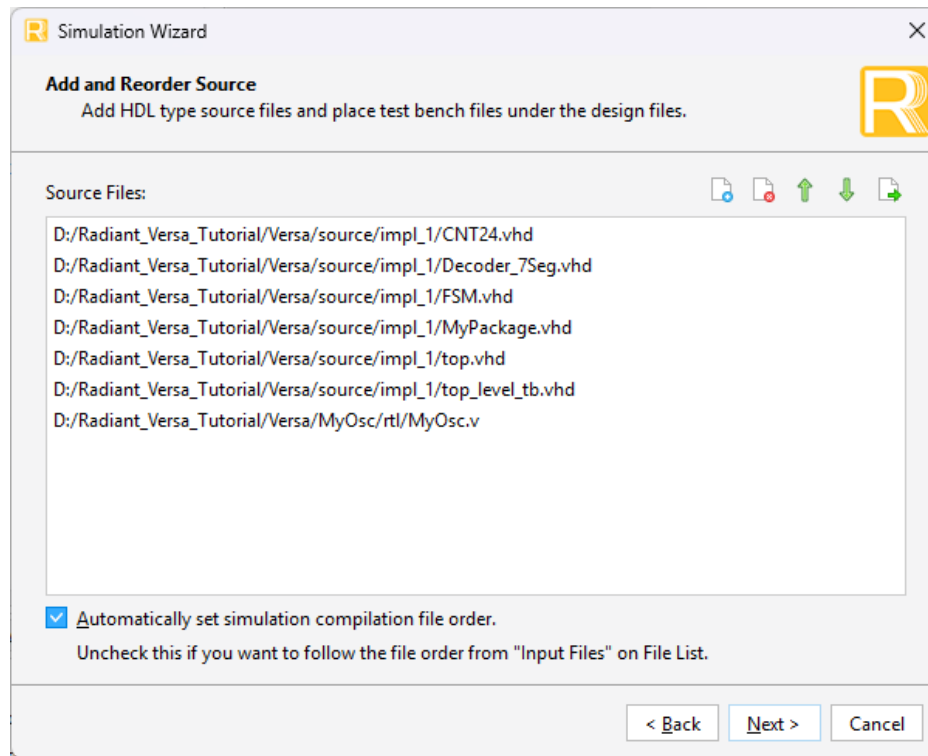 Simulation Wizard
Add and Reorder Source
Add HDL type source files and place test bench files under the design files.
Source Files:
D:/Radiant_Versa_Tutorial/Versa/source/impl_1/CNT24.vhd
D:/Radiant_Versa_Tutorial/Versa/source/impl_1/Decoder_7Seg.vhd
D:/Radiant_Versa_Tutorial/Versa/source/impl_1/FSM.vhd
D:/Radiant_Versa_Tutorial/Versa/source/impl_1/MyPackage.vhd
D:/Radiant_Versa_Tutorial/Versa/source/impl_1/top.vhd
D:/Radiant_Versa_Tutorial/Versa/source/impl_1/top_level_tb.vhd
D:/Radiant_Versa_Tutorial/Versa/MyOsc/rtl/MyOsc.v
Automatically set simulation compilation file order.
Uncheck this if you want to follow the file order from "Input Files" on File List.
< Back Next > Cancel